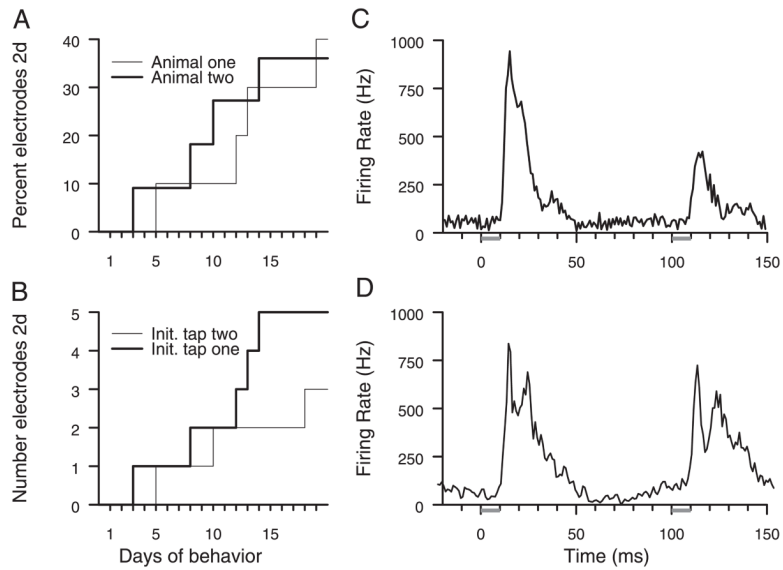 A
Percent electrodes 2d
40
30
20
10
0
Animal one
Animal two
1 5 10 15
B
Number electrodes 2d
5
4
3
2
1
0
Init. tap two
Init. tap one
1 5 10 15
Days of behavior
C
Firing Rate (Hz)
1000
750
500
250
0
0 50 100 150
D
Firing Rate (Hz)
1000
750
500
250
0
0 50 100 150
Time (ms)